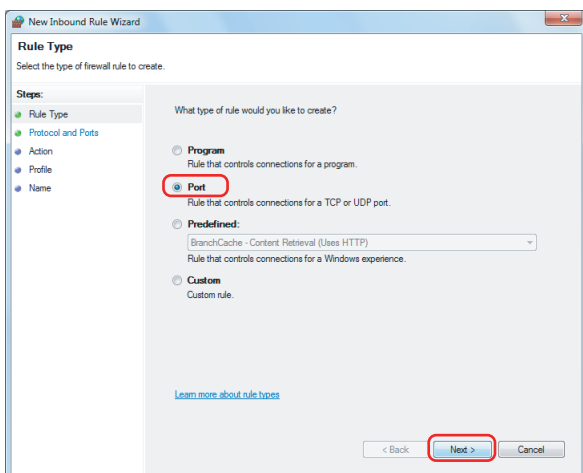 New Inbound Rule Wizard
Rule Type
Select the type of firewall rule to create.
Steps:
Rule Type
Protocol and Ports
Action
Profile
Name
What type of rule would you like to create?
Program
Rule that controls connections for a program.
Port
Rule that controls connections for a TCP or UDP port.
Predefined:
BranchCache - Content Retrieval (Uses HTTP)
Rule that controls connections for a Windows experience.
Custom
Custom rule.
Learn more about rule types
< Back Next > Cancel